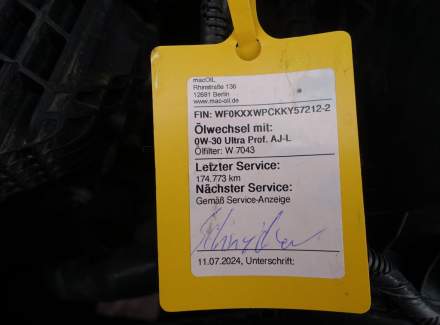 macOIL
Rhinstraße 136
12681 Berlin
www.mac-oil.de
FIN: WF0KXXWPCKKY57212-2
Ölwechsel mit:
0W-30 Ultra Prof. AJ-L
Ölfilter: W 7043
Letzter Service:
174.773 km
Nächster Service:
Gemäß Service-Anzeige
11.07.2024, Unterschrift: